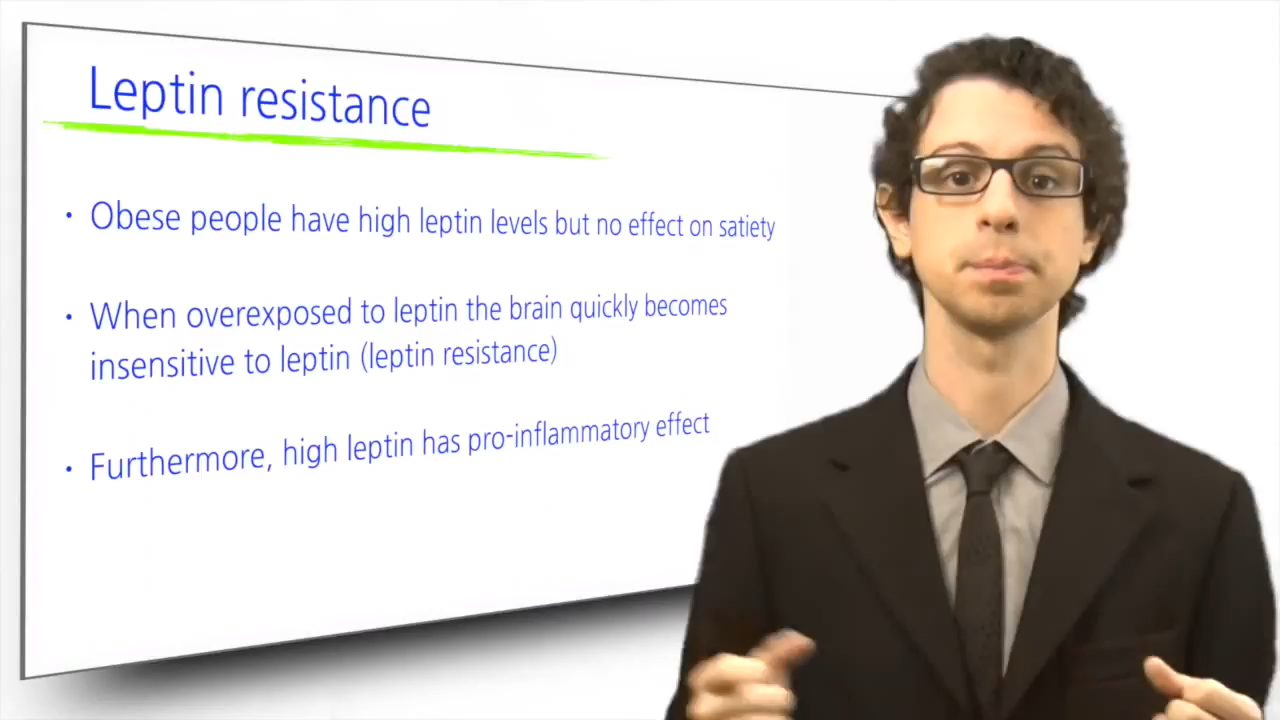 Leptin resistance
• Obese people have high leptin levels but no effect on satiety
• When overexposed to leptin the brain quickly becomes
insensitive to leptin (leptin resistance)
• Furthermore, high leptin has pro-inflammatory effect